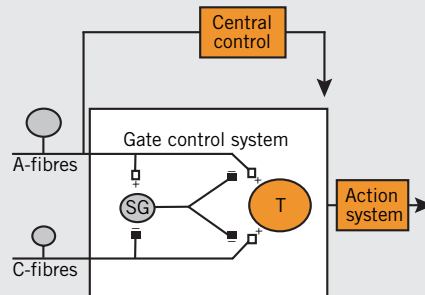 Central
control
Gate control system
A-fibres
+
+
–
SG
T
Action
system
–
–
+
C-fibres